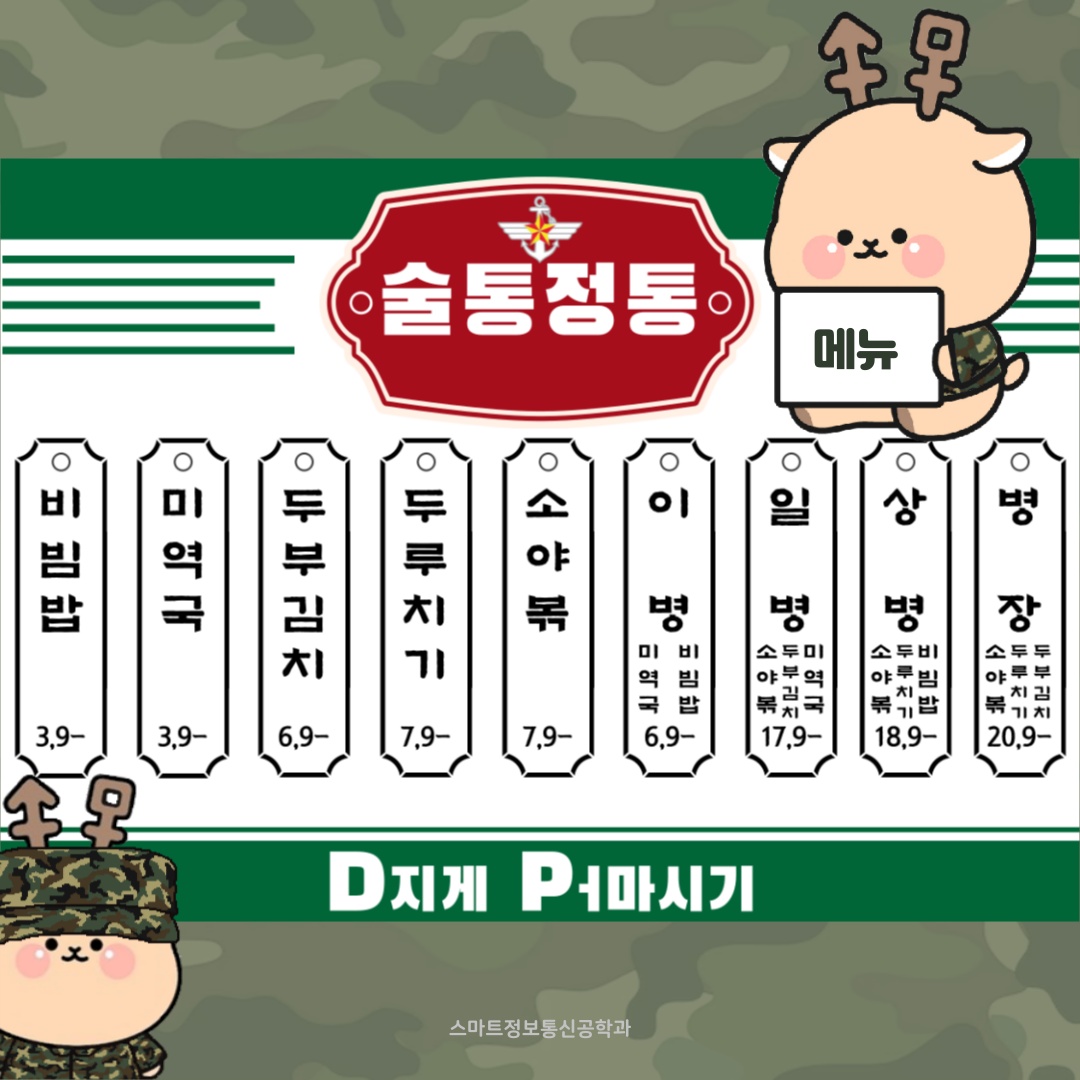 술통정통
메뉴
비빔밥
3,9-
미역국
3,9-
두부김치
6,9-
두루치기
7,9-
소야볶
7,9-
이병
미역국 비빔밥
6,9-
일병
소야볶 두부김치 미역국
17,9-
상병
소야볶 두루치기 비빔밥
18,9-
병장
소야볶 두루치기 두부김치
20,9-
D지게 P ㅓ마시기
스마트정보통신공학과